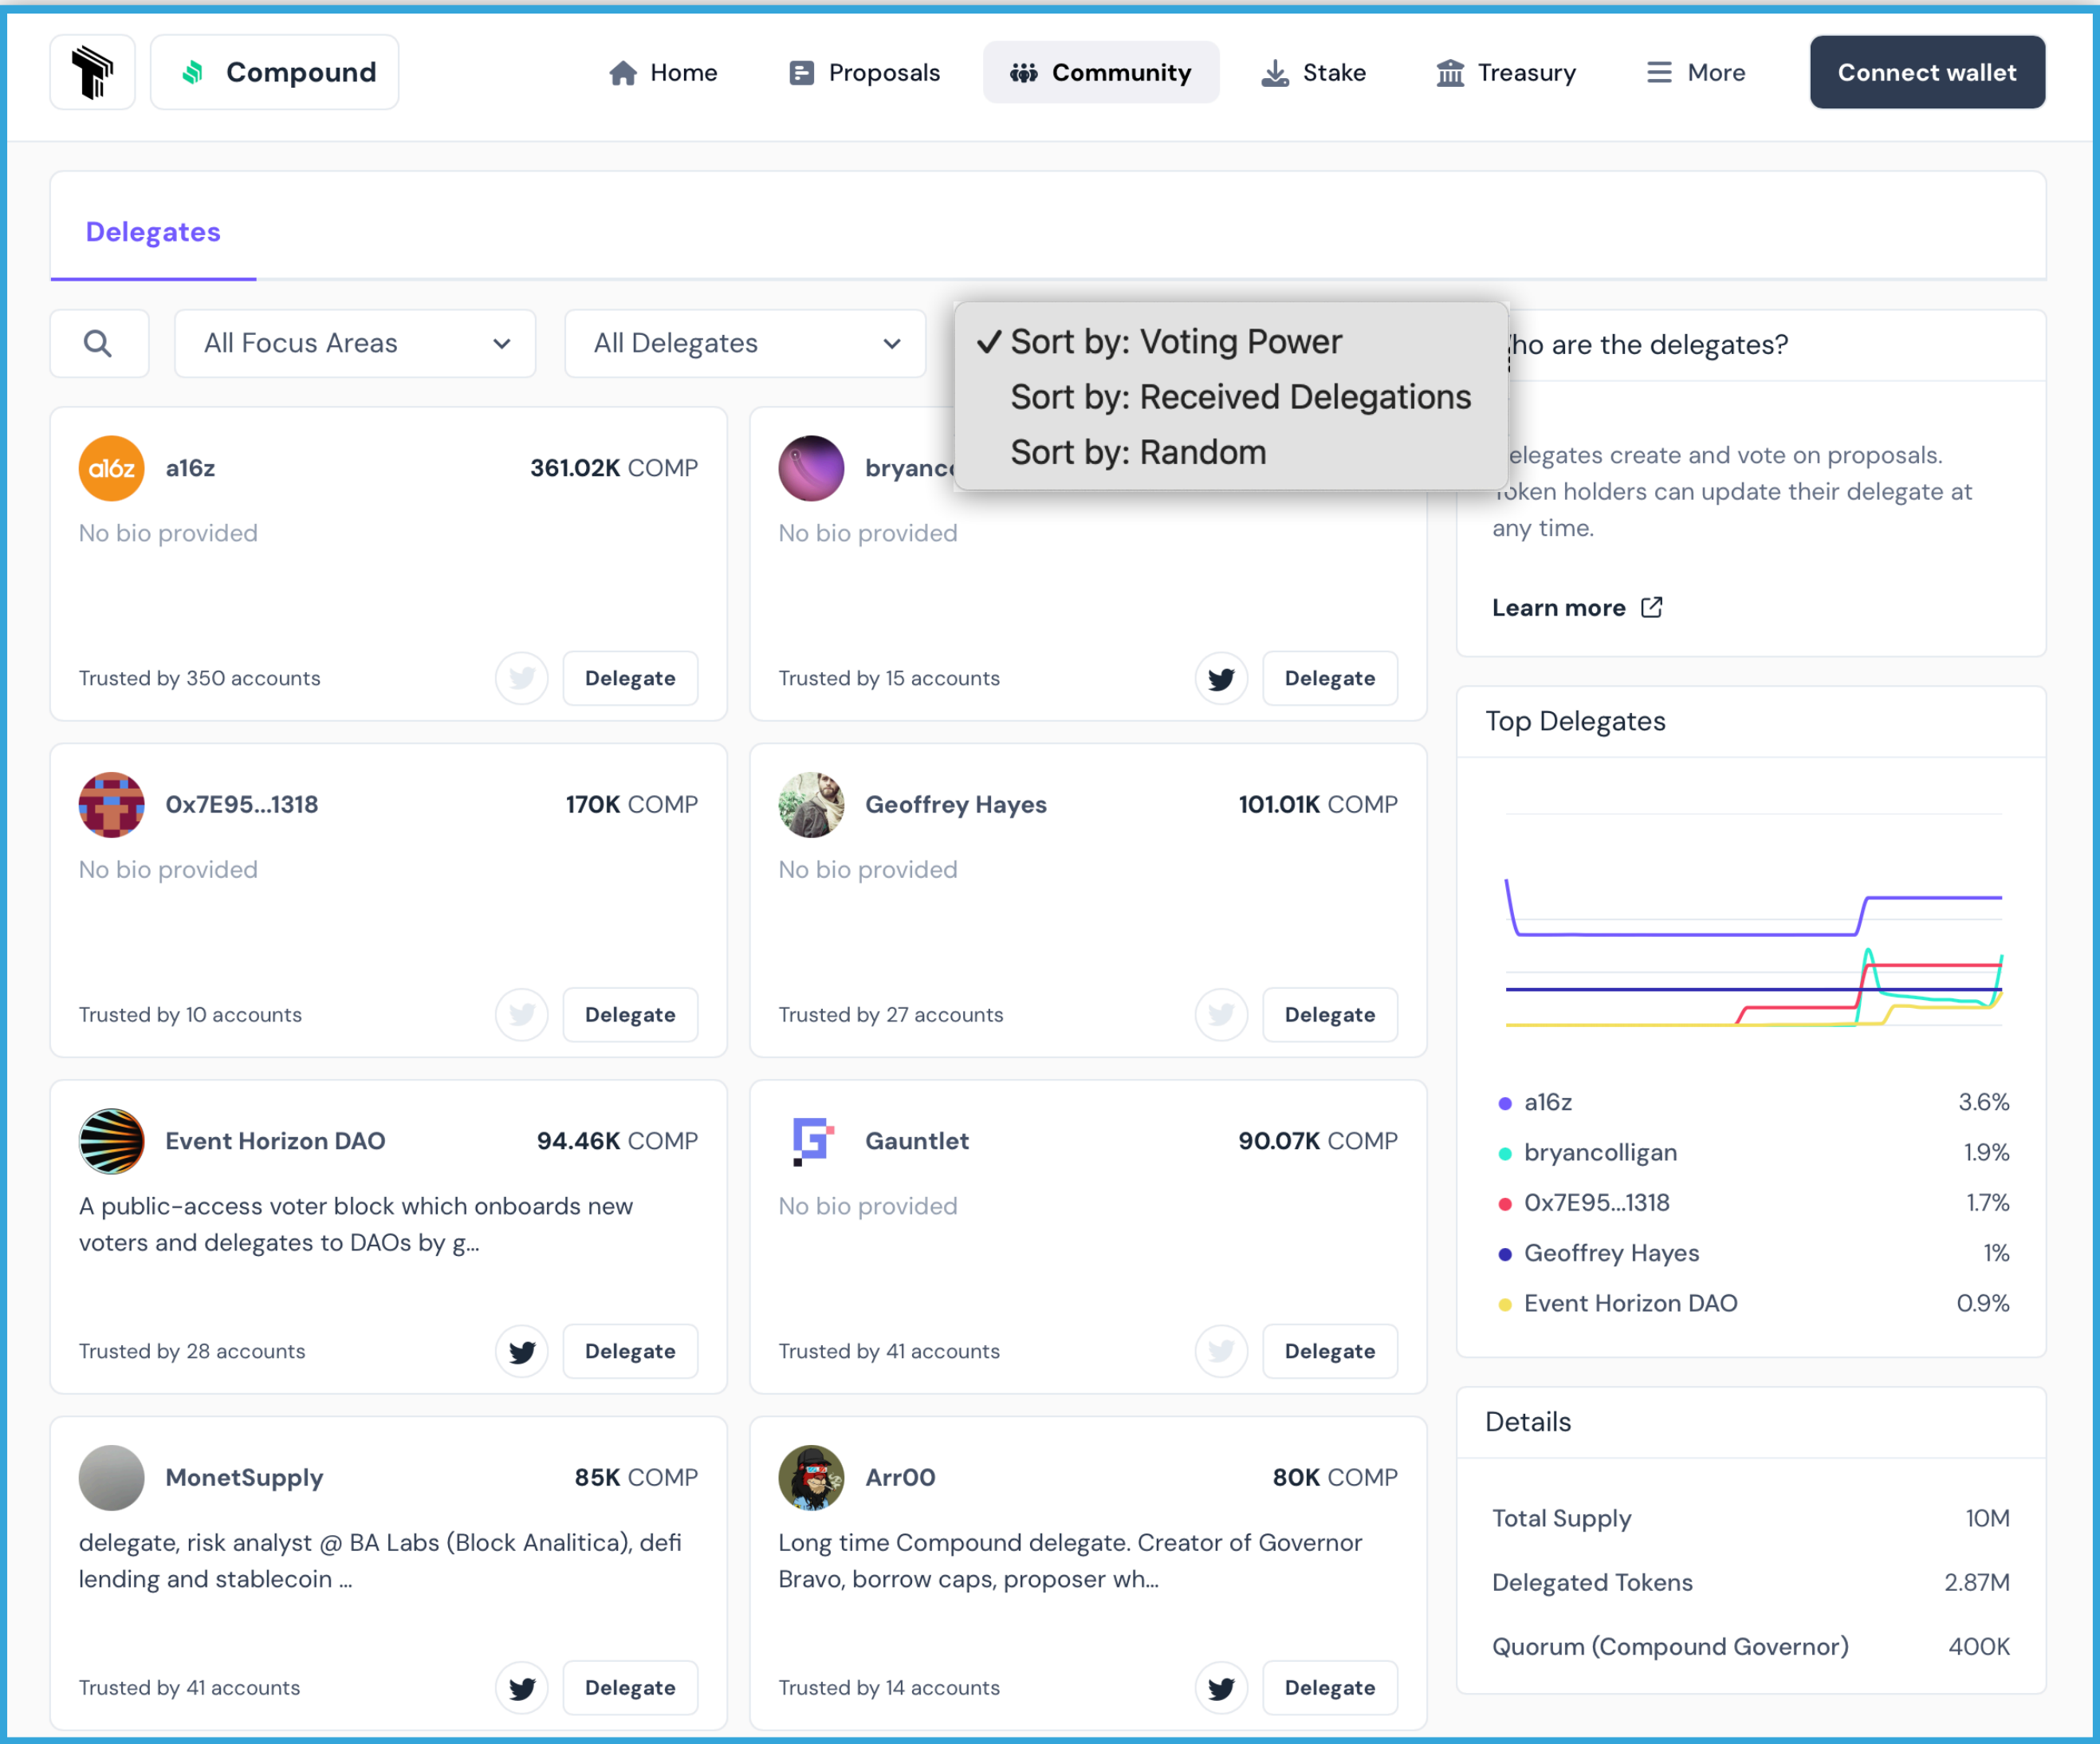 Compound
Home
Proposals
Community
Stake
Treasury
More
Connect wallet
Delegates
All Focus Areas
All Delegates
✓ Sort by: Voting Power
Sort by: Received Delegations
Sort by: Random
ho are the delegates?
elegates create and vote on proposals.
Token holders can update their delegate at
any time.
Learn more
a16z
a16z
361.02K COMP
No bio provided
Trusted by 350 accounts
Delegate
bryanc
No bio provided
Trusted by 15 accounts
Delegate
0x7E95...1318
170K COMP
No bio provided
Trusted by 10 accounts
Delegate
Geoffrey Hayes
101.01K COMP
No bio provided
Trusted by 27 accounts
Delegate
Event Horizon DAO
94.46K COMP
A public-access voter block which onboards new
voters and delegates to DAOs by g...
Trusted by 28 accounts
Delegate
Gauntlet
90.07K COMP
No bio provided
Trusted by 41 accounts
Delegate
MonetSupply
85K COMP
delegate, risk analyst @ BA Labs (Block Analitica), defi
lending and stablecoin ...
Trusted by 41 accounts
Delegate
Arr00
80K COMP
Long time Compound delegate. Creator of Governor
Bravo, borrow caps, proposer wh...
Trusted by 14 accounts
Delegate
Top Delegates
a16z 3.6%
bryancolligan 1.9%
0x7E95...1318 1.7%
Geoffrey Hayes 1%
Event Horizon DAO 0.9%
Details
Total Supply 10M
Delegated Tokens 2.87M
Quorum (Compound Governor) 400K